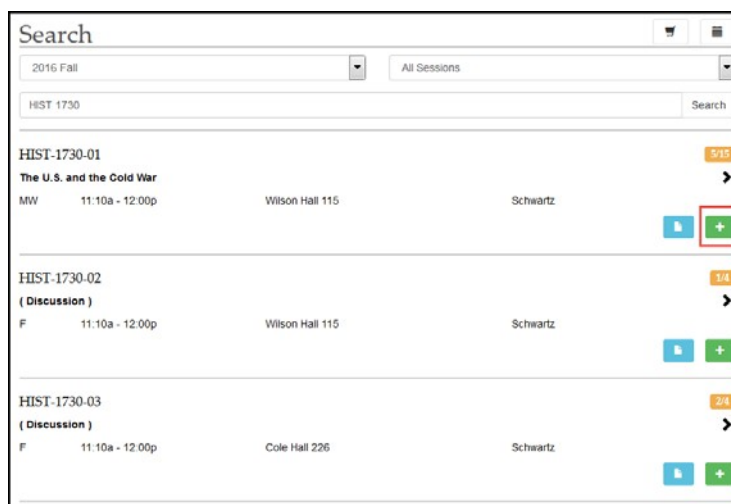 Search
2016 Fall All Sessions
HIST 1730 Search
HIST-1730-01 5/15
The U.S. and the Cold War
MW 11:10a - 12:00p Wilson Hall 115 Schwartz
HIST-1730-02 1/4
( Discussion )
F 11:10a - 12:00p Wilson Hall 115 Schwartz
HIST-1730-03 2/4
( Discussion )
F 11:10a - 12:00p Cole Hall 226 Schwartz